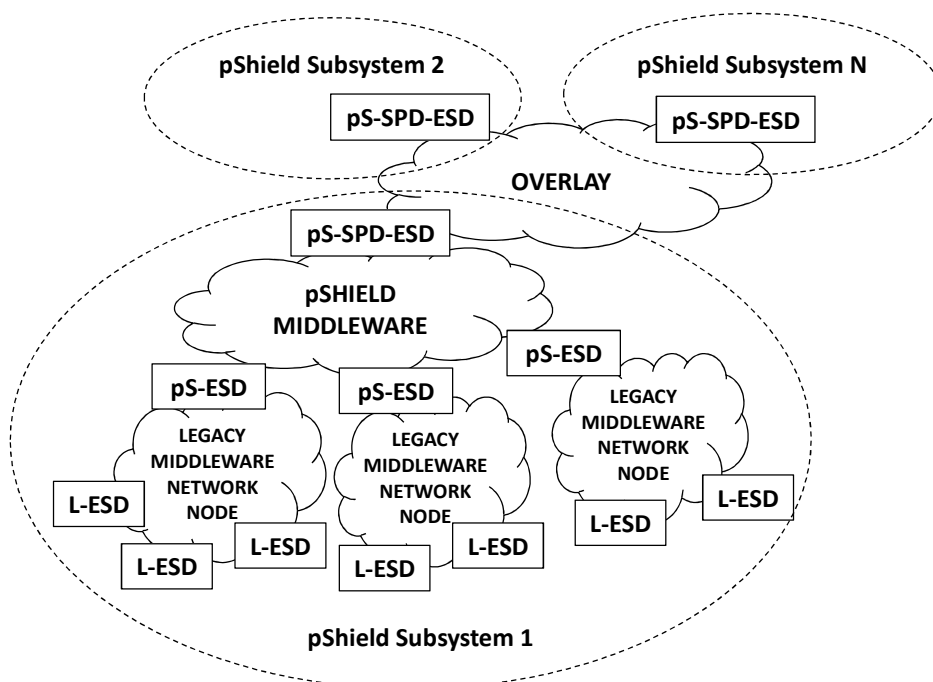 pShield Subsystem 2
pShield Subsystem N
pS-SPD-ESD
pS-SPD-ESD
OVERLAY
pS-SPD-ESD
pSHIELD
MIDDLEWARE
pS-ESD
pS-ESD
pS-ESD
LEGACY
MIDDLEWARE
NETWORK
NODE
LEGACY
MIDDLEWARE
NETWORK
NODE
LEGACY
MIDDLEWARE
NETWORK
NODE
L-ESD
L-ESD
L-ESD
L-ESD
L-ESD
L-ESD
L-ESD
pShield Subsystem 1